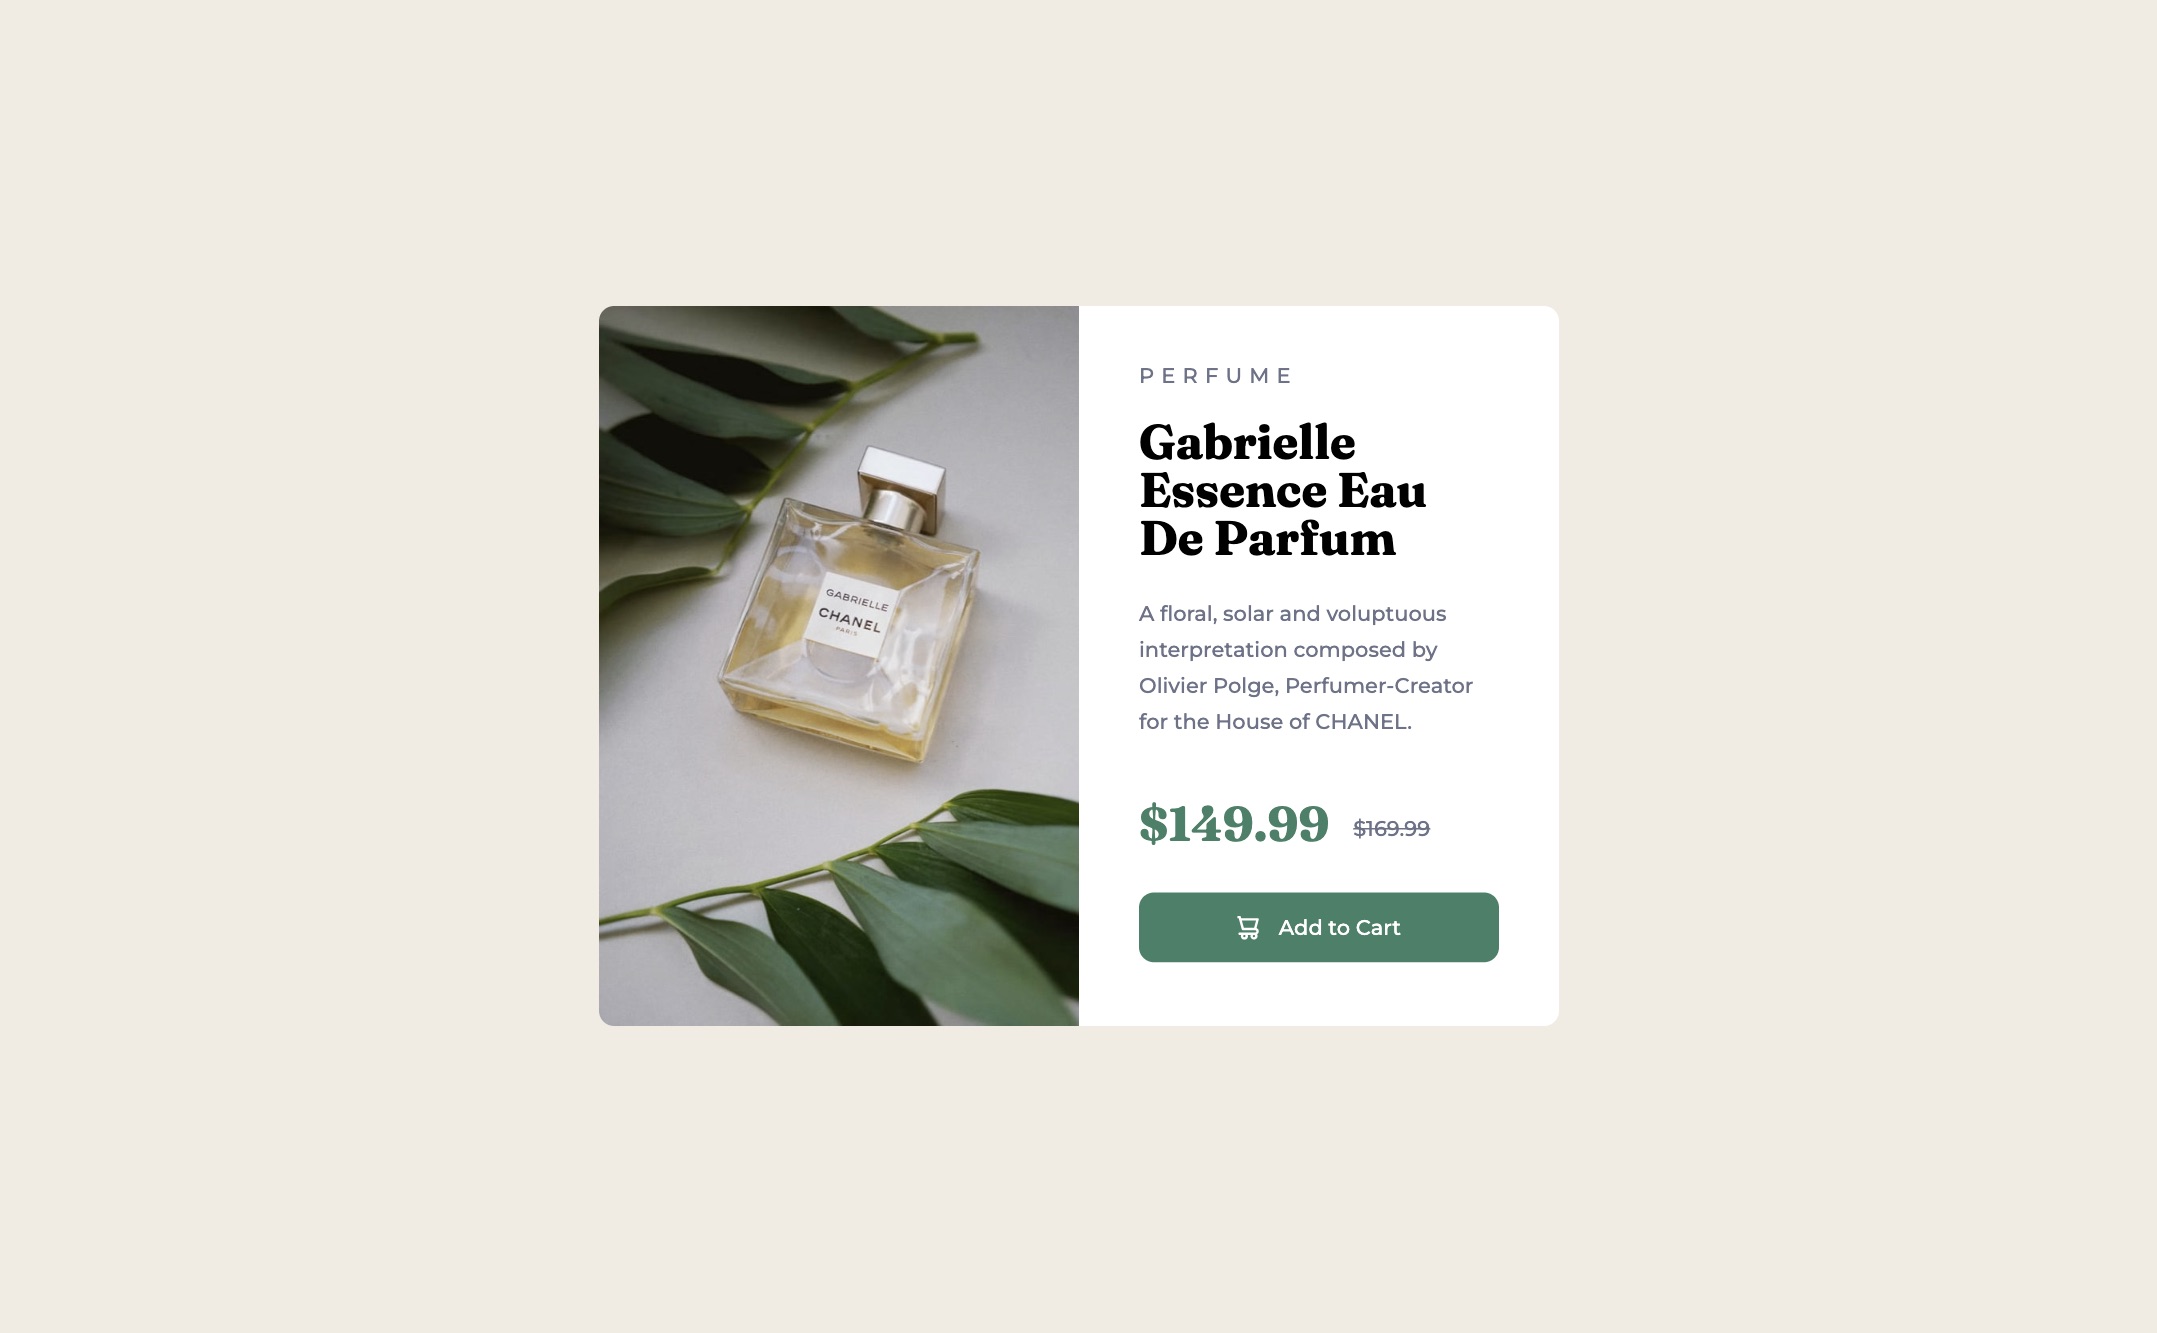 GABRIELLE
CHANEL
PARIS
PERFUME
Gabrielle
Essence Eau
De Parfum
A floral, solar and voluptuous
interpretation composed by
Olivier Polge, Perfumer-Creator
for the House of CHANEL.
$149.99 $169.99
Add to Cart